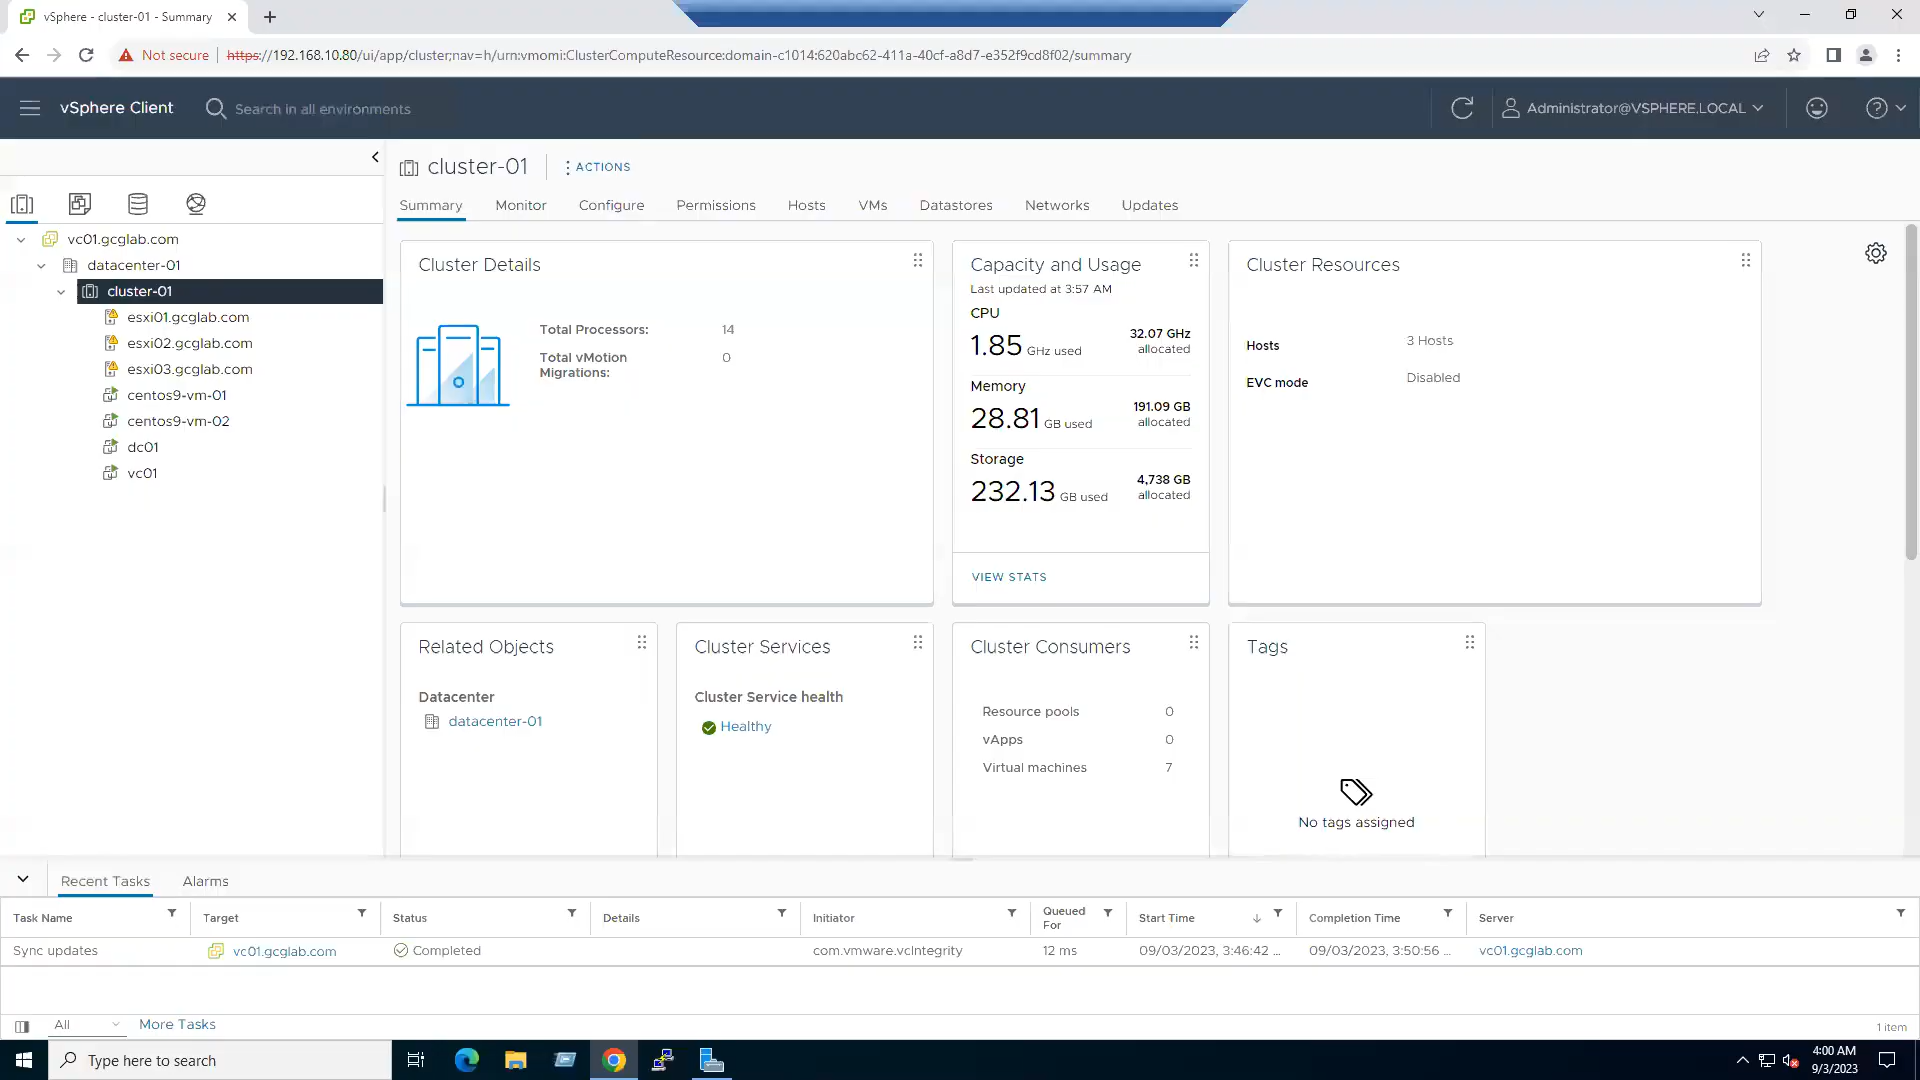 vSphere - cluster-01 - Summary
Not secure
https://192.168.10.80/ui/app/cluster;nav=h/urn:vmomi:ClusterComputeResource:domain-c1014:620abc62-411a-40cf-a8d7-e352f9cd8f02/summary
vSphere Client
Search in all environments
Administrator@VSPHERE.LOCAL
cluster-01
ACTIONS
Summary
Monitor
Configure
Permissions
Hosts
VMs
Datastores
Networks
Updates
vc01.gcglab.com
datacenter-01
cluster-01
esxi01.gcglab.com
esxi02.gcglab.com
esxi03.gcglab.com
centos9-vm-01
centos9-vm-02
dc01
vc01
Cluster Details
Total Processors: 14
Total vMotion 0
Migrations:
Capacity and Usage
Last updated at 3:57 AM
CPU
1.85 GHz used
32.07 GHz
allocated
Memory
28.81 GB used
191.09 GB
allocated
Storage
232.13 GB used
4,738 GB
allocated
VIEW STATS
Cluster Resources
Hosts 3 Hosts
EVC mode Disabled
Related Objects
Datacenter
datacenter-01
Cluster Services
Cluster Service health
Healthy
Cluster Consumers
Resource pools 0
vApps 0
Virtual machines 7
Tags
No tags assigned
Recent Tasks
Alarms
Task Name
Target
Status
Details
Initiator
Queued
For
Start Time
Completion Time
Server
Sync updates
vc01.gcglab.com
Completed
com.vmware.vcIntegrity
12 ms
09/03/2023, 3:46:42 ...
09/03/2023, 3:50:56 ...
vc01.gcglab.com
All
More Tasks
1 item
Type here to search
4:00 AM
9/3/2023